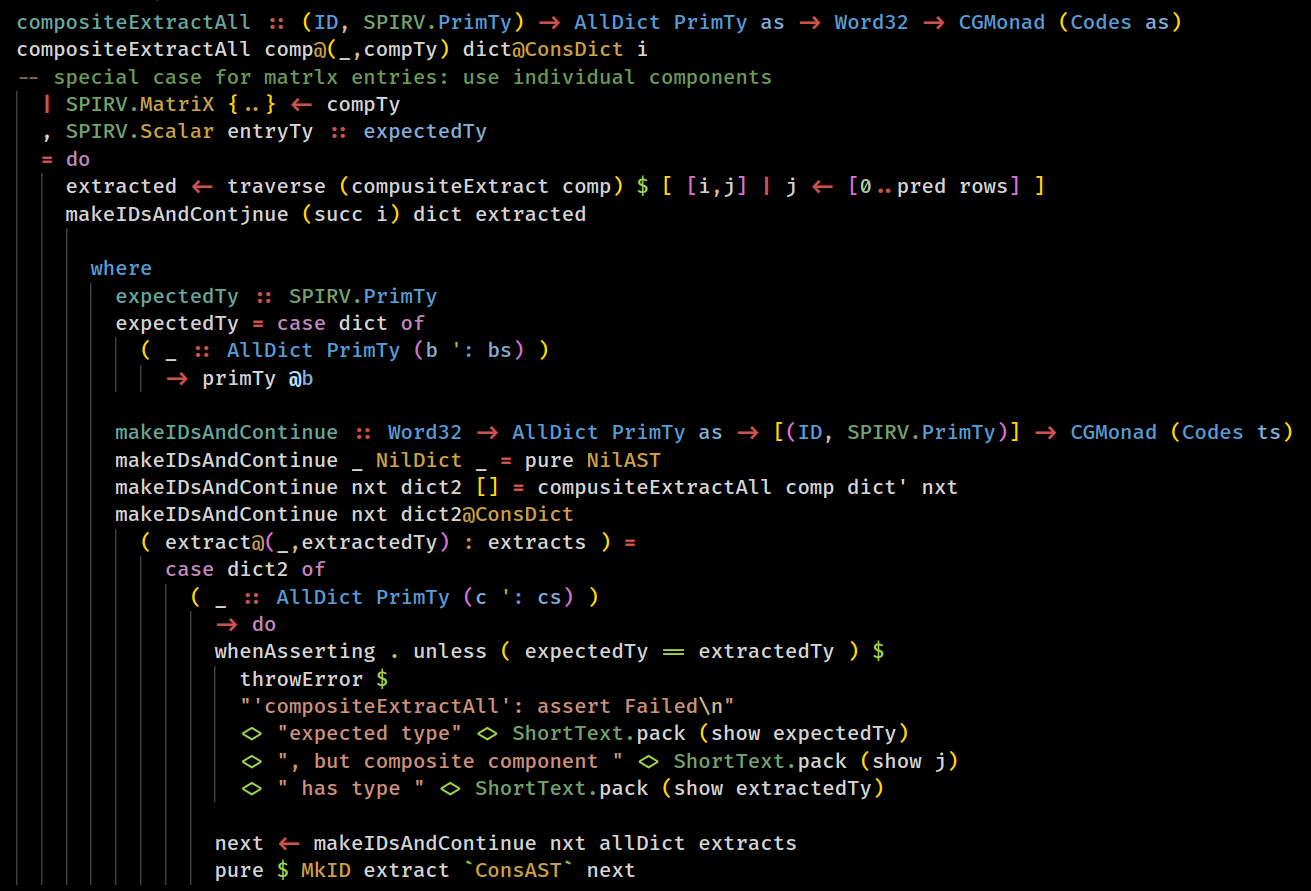 compositeExtractAll :: (ID, SPIRV.PrimTy) → AllDict PrimTy as → Word32 → CGMonad (Codes as)
compositeExtractAll comp@(_,compTy) dict@ConsDict i
-- special case for matrlx entries: use individual components
| SPIRV.MatriX {..} ← compTy
, SPIRV.Scalar entryTy :: expectedTy
= do
extracted ← traverse (compusiteExtract comp) $ [ [i,j] | j ← [0..pred rows] ]
makeIDsAndContjnue (succ i) dict extracted
where
expectedTy :: SPIRV.PrimTy
expectedTy = case dict of
( _ :: AllDict PrimTy (b ': bs) )
→ primTy @b
makeIDsAndContinue :: Word32 → AllDict PrimTy as → [(ID, SPIRV.PrimTy)] → CGMonad (Codes ts)
makeIDsAndContinue _ NilDict _ = pure NilAST
makeIDsAndContinue nxt dict2 [] = compusiteExtractAll comp dict' nxt
makeIDsAndContinue nxt dict2@ConsDict
( extract@(_,extractedTy) : extracts ) =
case dict2 of
( _ :: AllDict PrimTy (c ': cs) )
→ do
whenAsserting . unless ( expectedTy == extractedTy ) $
throwError $
"'compositeExtractAll': assert Failed\n"
<> "expected type" <> ShortText.pack (show expectedTy)
<> ", but composite component " <> ShortText.pack (show j)
<> " has type " <> ShortText.pack (show extractedTy)
next ← makeIDsAndContinue nxt allDict extracts
pure $ MkID extract `ConsAST` next